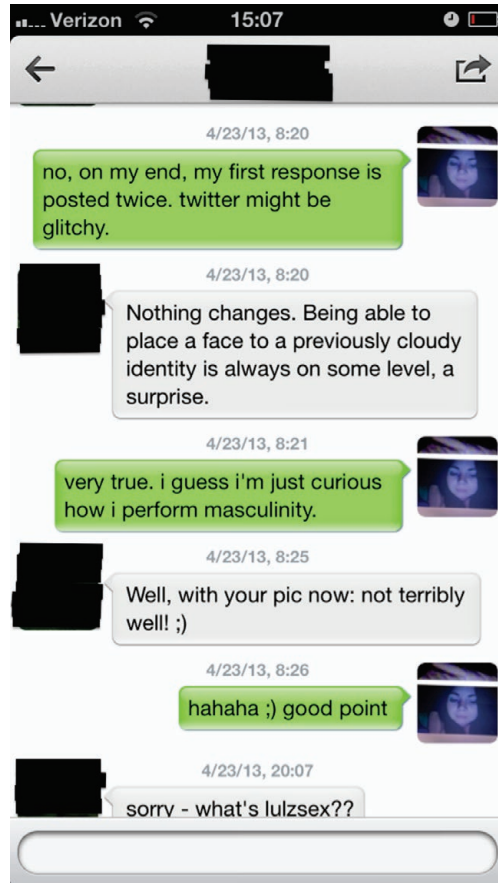 Verizon 15:07
4/23/13, 8:20
no, on my end, my first response is
posted twice. twitter might be
glitchy.
4/23/13, 8:20
Nothing changes. Being able to
place a face to a previously cloudy
identity is always on some level, a
surprise.
4/23/13, 8:21
very true. i guess i'm just curious
how i perform masculinity.
4/23/13, 8:25
Well, with your pic now: not terribly
well! ;)
4/23/13, 8:26
hahaha ;) good point
4/23/13, 20:07
sorry - what's lulzsex??